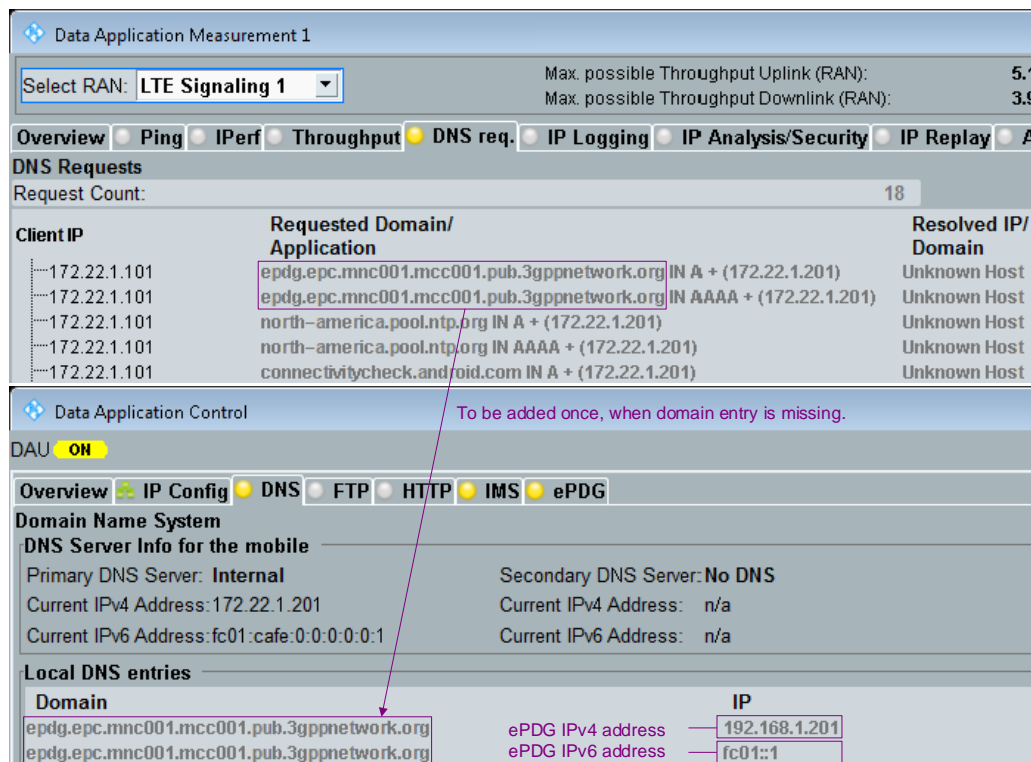 Data Application Measurement 1
Select RAN: LTE Signaling 1
Max. possible Throughput Uplink (RAN): 5.1
Max. possible Throughput Downlink (RAN): 3.9
Overview Ping IPerf Throughput DNS req. IP Logging IP Analysis/Security IP Replay A
DNS Requests
Request Count: 18
Client IP Requested Domain/ Application Resolved IP/ Domain
172.22.1.101 epdg.epc.mnc001.mcc001.pub.3gppnetwork.org IN A + (172.22.1.201) Unknown Host
172.22.1.101 epdg.epc.mnc001.mcc001.pub.3gppnetwork.org IN AAAA + (172.22.1.201) Unknown Host
172.22.1.101 north-america.pool.ntp.org IN A + (172.22.1.201) Unknown Host
172.22.1.101 north-america.pool.ntp.org IN AAAA + (172.22.1.201) Unknown Host
172.22.1.101 connectivitycheck.android.com IN A + (172.22.1.201) Unknown Host
Data Application Control To be added once, when domain entry is missing.
DAU ON
Overview IP Config DNS FTP HTTP IMS ePDG
Domain Name System
DNS Server Info for the mobile
Primary DNS Server: Internal Secondary DNS Server: No DNS
Current IPv4 Address: 172.22.1.201 Current IPv4 Address: n/a
Current IPv6 Address: fc01:cafe:0:0:0:0:0:1 Current IPv6 Address: n/a
Local DNS entries
Domain IP
epdg.epc.mnc001.mcc001.pub.3gppnetwork.org ePDG IPv4 address 192.168.1.201
epdg.epc.mnc001.mcc001.pub.3gppnetwork.org ePDG IPv6 address fc01::1